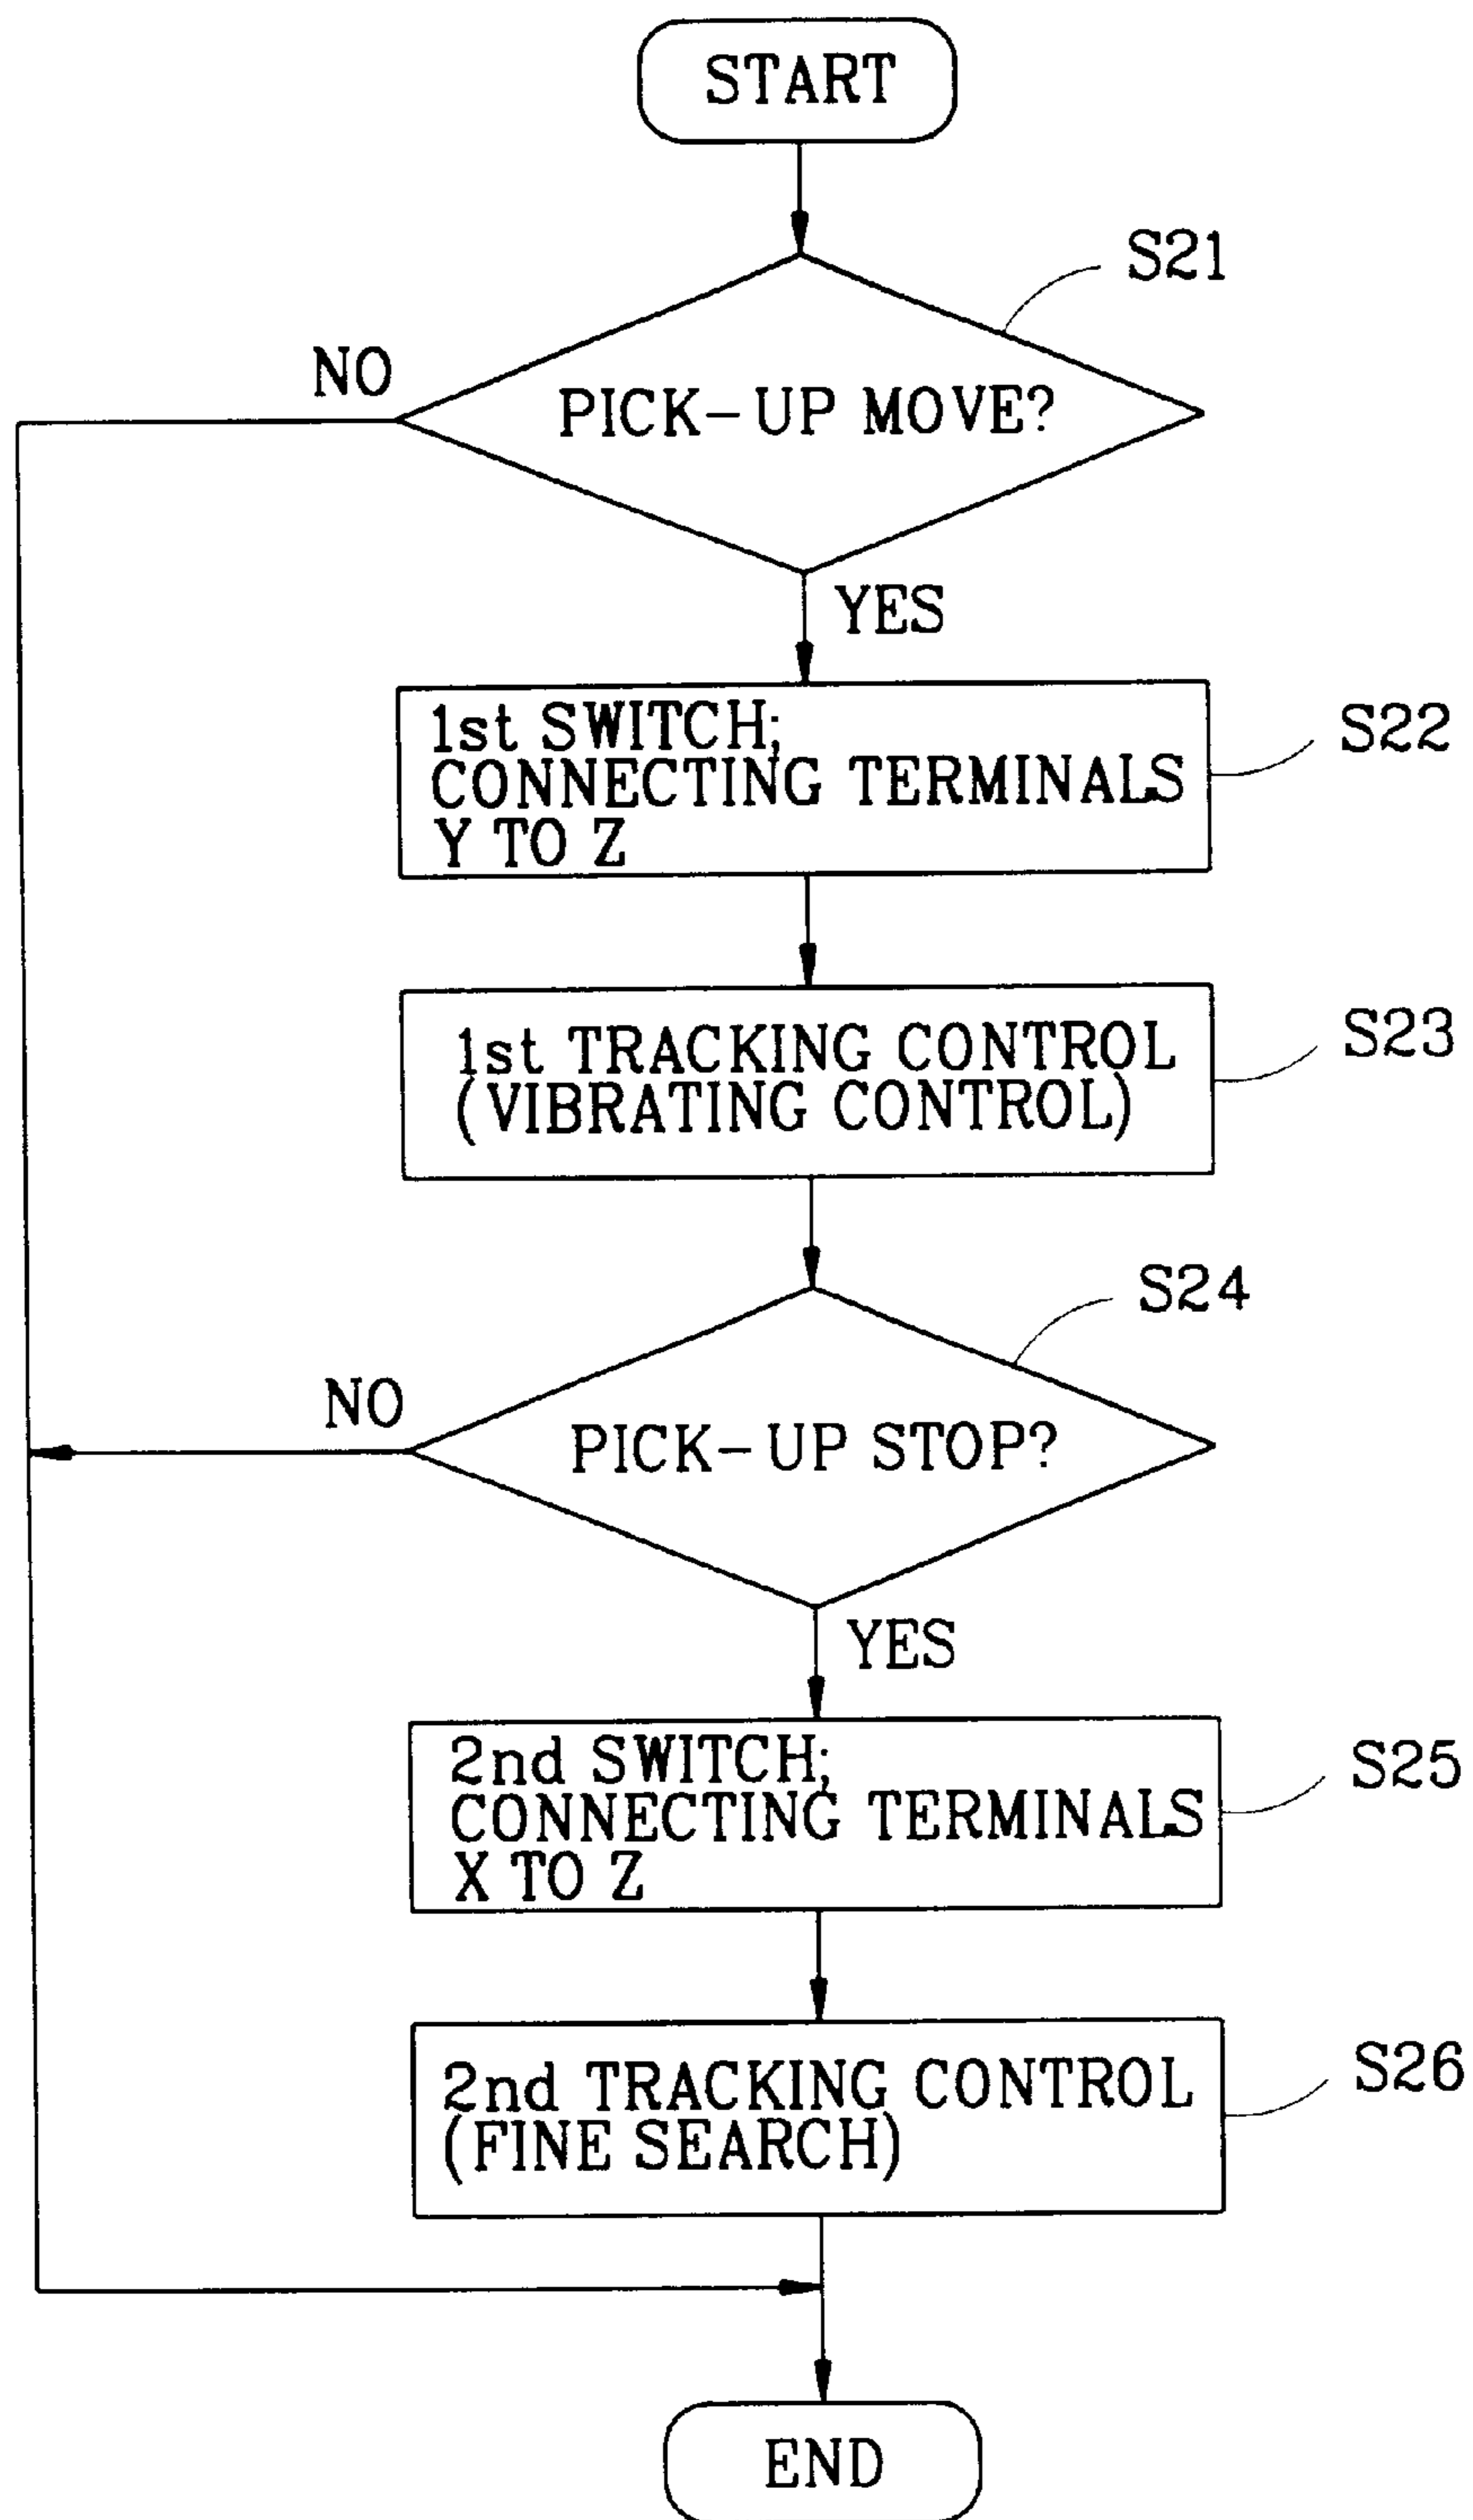 START
S21
NO
PICK-UP MOVE?
YES
1st SWITCH;
CONNECTING TERMINALS
Y TO Z
S22
1st TRACKING CONTROL
(VIBRATING CONTROL)
S23
S24
NO
PICK-UP STOP?
YES
2nd SWITCH;
CONNECTING TERMINALS
X TO Z
S25
2nd TRACKING CONTROL
(FINE SEARCH)
S26
END